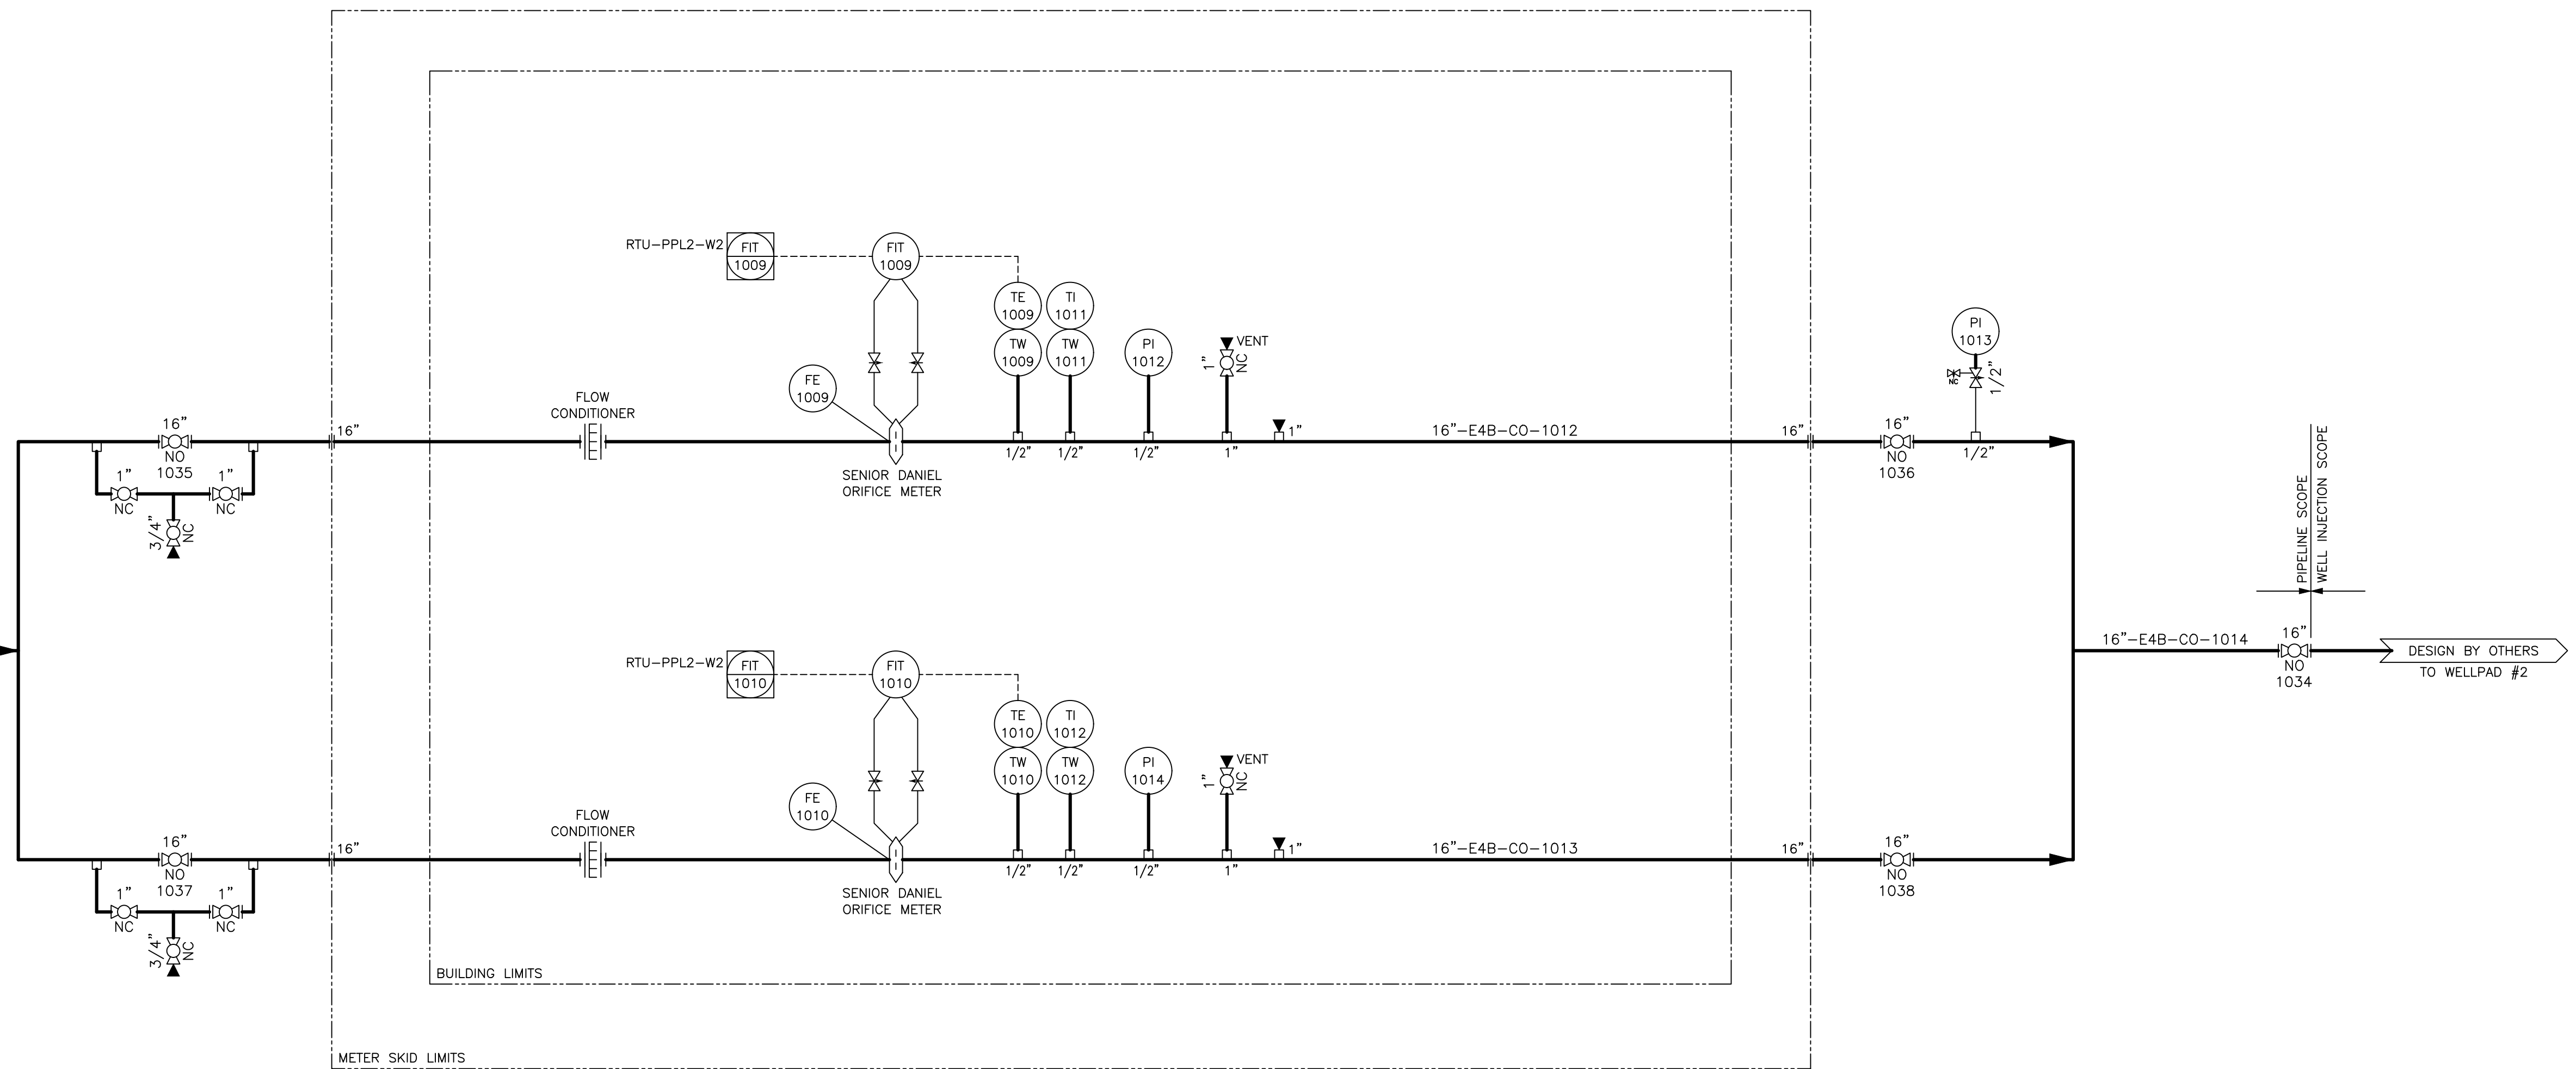 RTU-PPL2-W2
FIT
1009
FIT
1009
TE
1009
TI
1011
TW
1009
TW
1011
PI
1012
VENT
1"
NC
PI
1013
NC
1/2"
FE
1009
FLOW
CONDITIONER
16"
NO
1035
1"
NC
1"
NC
3/4"
NC
16"
SENIOR DANIEL
ORIFICE METER
1/2"
1/2"
1/2"
1"
1"
16"-E4B-CO-1012
16"
16"
NO
1036
1/2"
PIPELINE SCOPE
WELL INJECTION SCOPE
16"-E4B-CO-1014
16"
NO
1034
DESIGN BY OTHERS
TO WELLPAD #2
RTU-PPL2-W2
FIT
1010
FIT
1010
TE
1010
TI
1012
TW
1010
TW
1012
PI
1014
VENT
1"
NC
FE
1010
FLOW
CONDITIONER
16"
NO
1037
1"
NC
1"
NC
3/4"
NC
16"
SENIOR DANIEL
ORIFICE METER
1/2"
1/2"
1/2"
1"
1"
16"-E4B-CO-1013
16"
16"
NO
1038
BUILDING LIMITS
METER SKID LIMITS